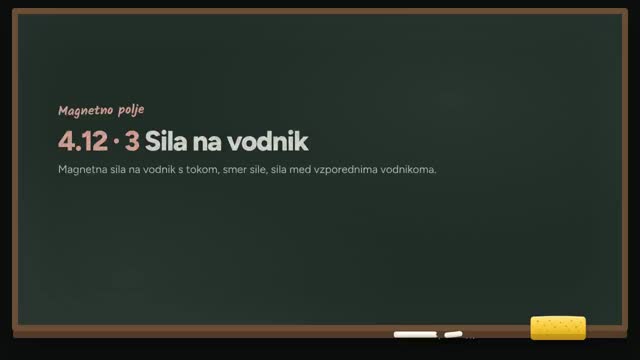 Magnetno polje
4.12 · 3 Sila na vodnik
Magnetna sila na vodnik s tokom, smer sile, sila med vzporednima vodnikoma.